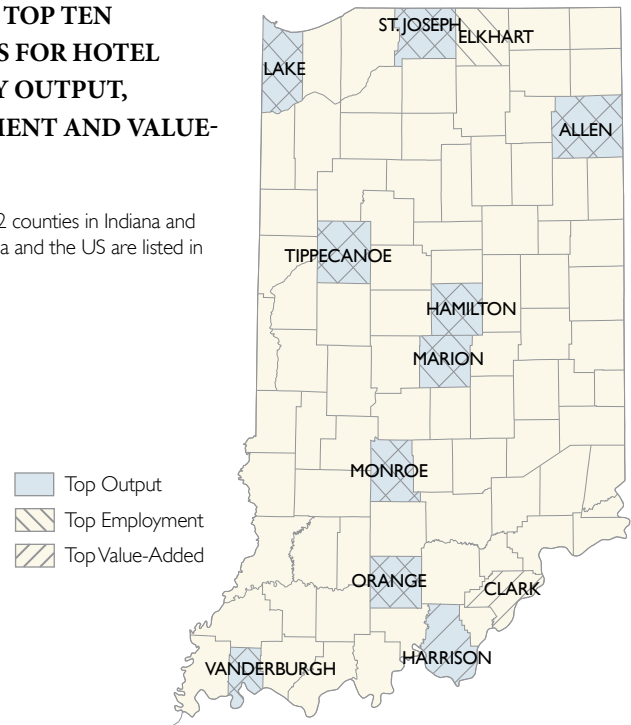 TOP TEN
S FOR HOTEL
Y OUTPUT,
MENT AND VALUE-
2 counties in Indiana and
a and the US are listed in
ST. JOSEPH
ELKHART
LAKE
ALLEN
TIPPECANOE
HAMILTON
MARION
MONROE
ORANGE
CLARK
HARRISON
VANDERBURGH
Top Output
Top Employment
Top Value-Added